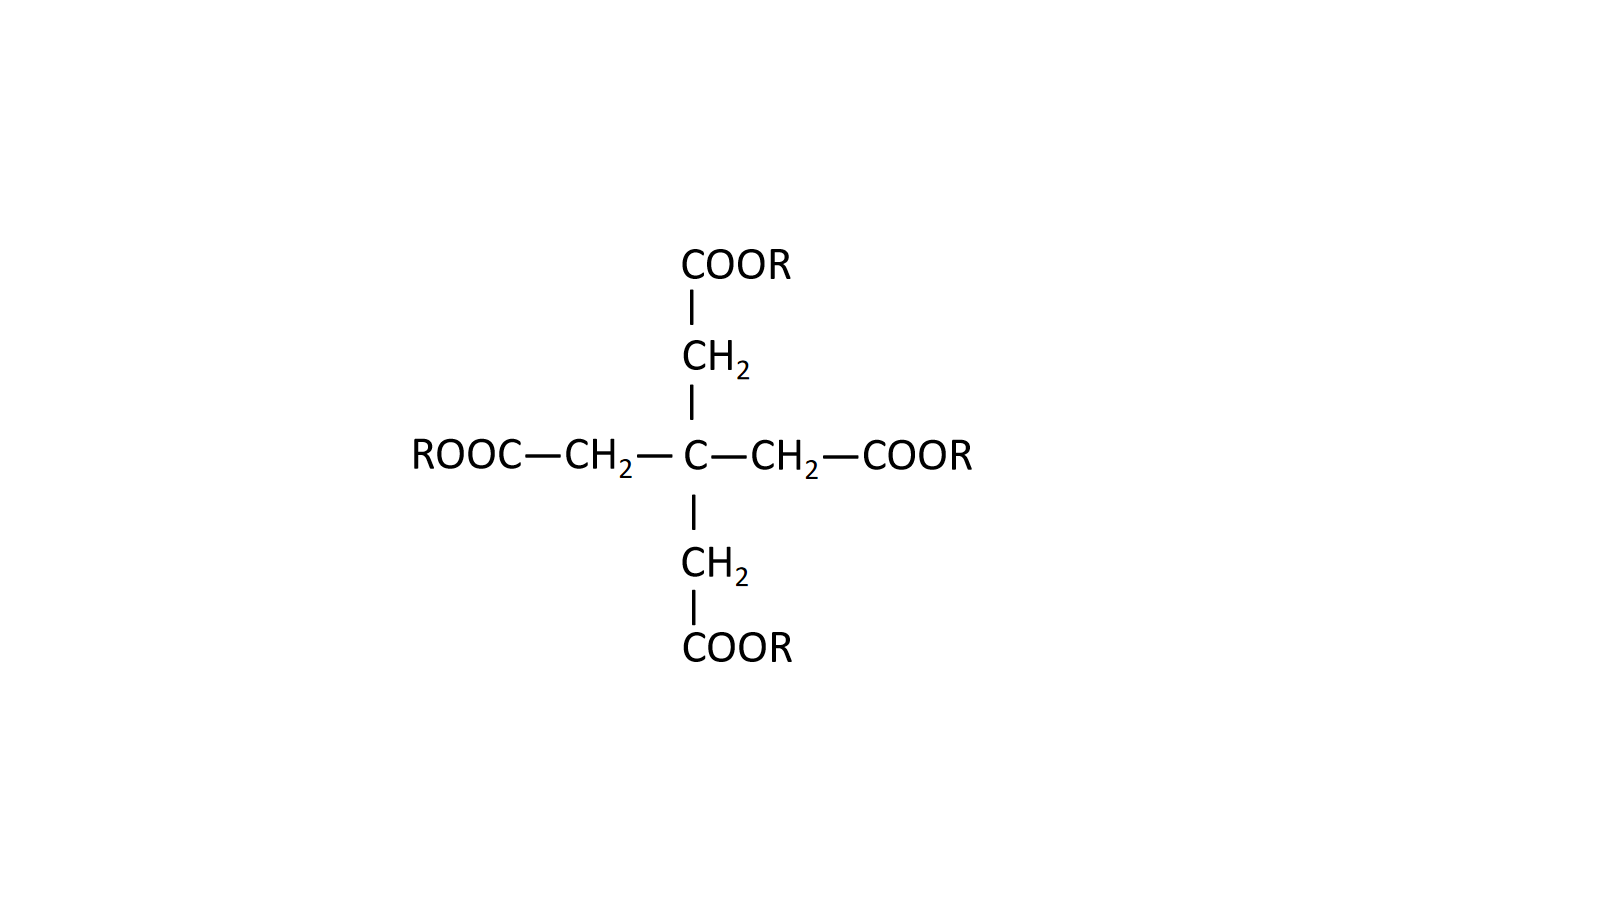 COOR
|
CH₂
|
ROOC—CH₂—C—CH₂—COOR
|
CH₂
|
COOR